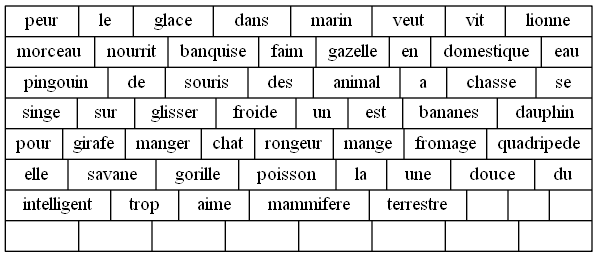 peur le glace dans marin veut vit lionne
morceau nourrit banquise faim gazelle en domestique eau
pingouin de souris des animal a chasse se
singe sur glisser froide un est bananes dauphin
pour girafe manger chat rongeur mange fromage quadripede
elle savane gorille poisson la une douce du
intelligent trop aime mammifere terrestre